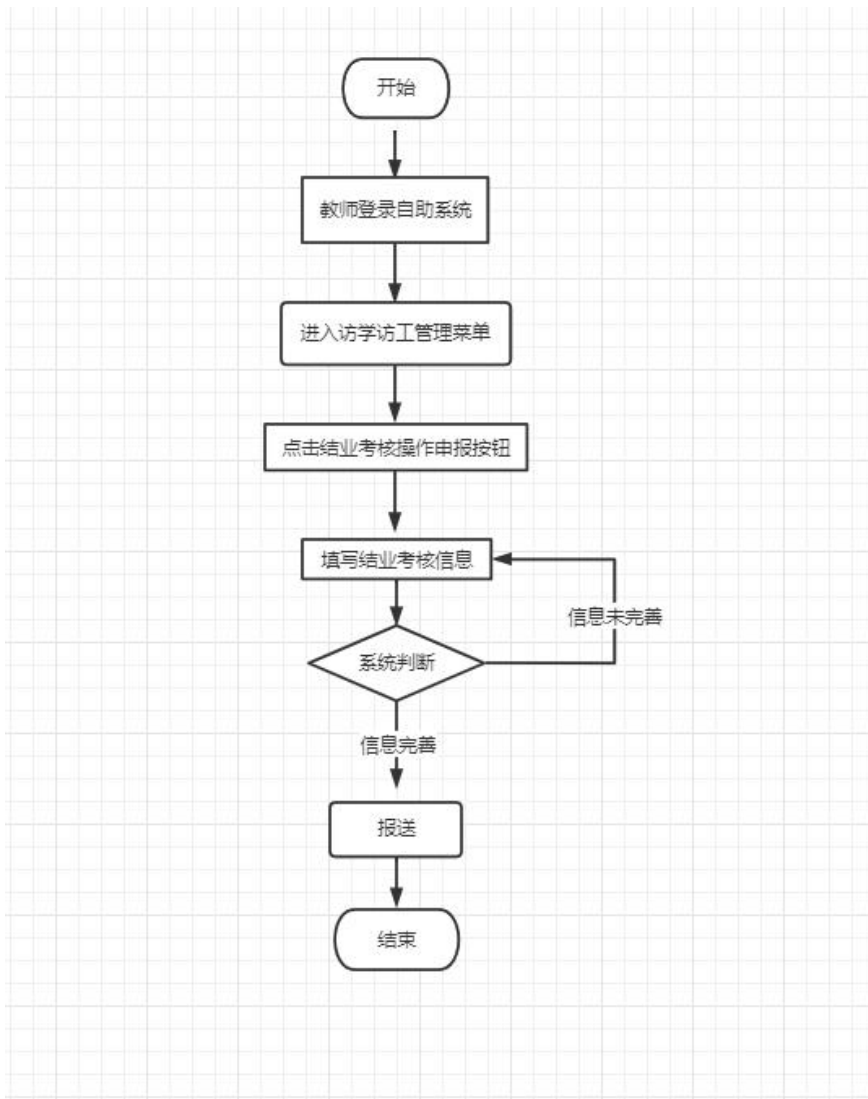 开始
教师登录自助系统
进入访学访工管理菜单
点击结业考核操作申报按钮
填写结业考核信息
信息未完善
系统判断
信息完善
报送
结束